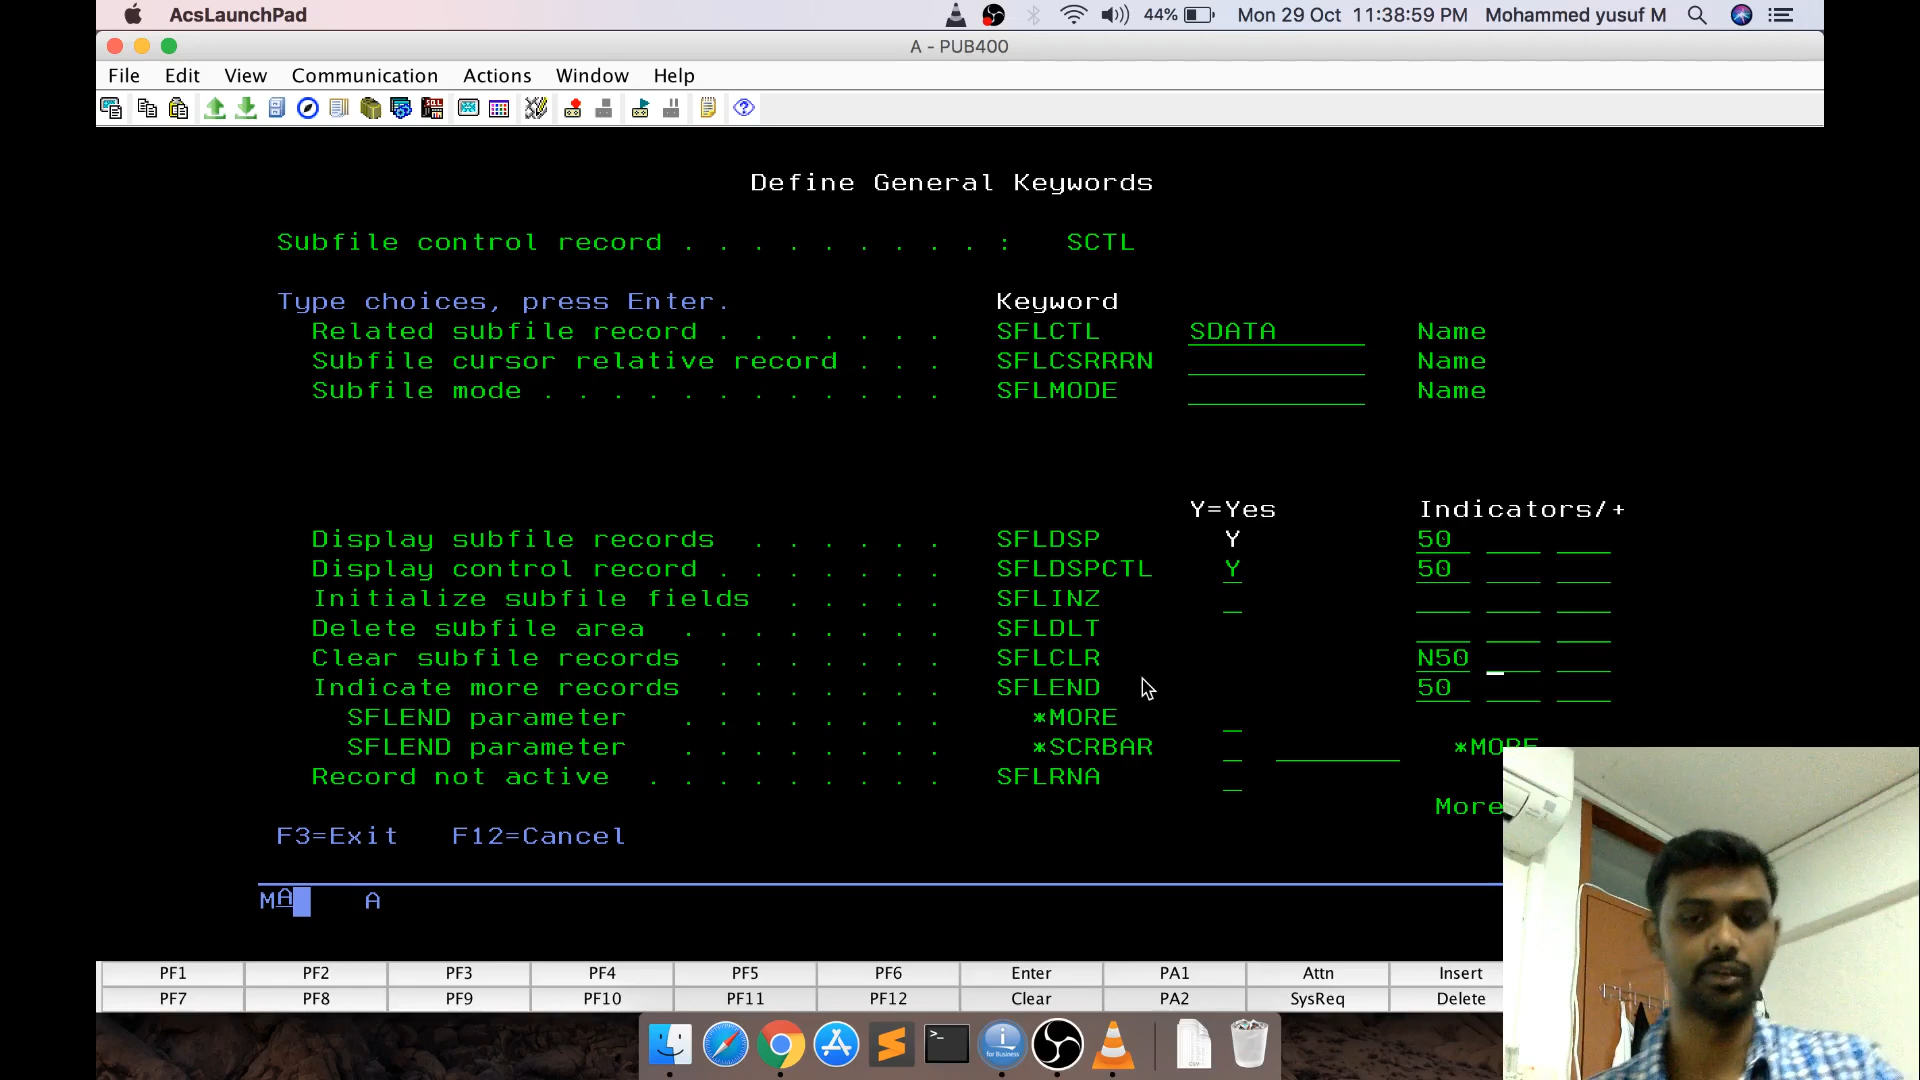 AcsLaunchPad 44% Mon 29 Oct 11:38:59 PM Mohammed yusuf M
A - PUB400
File Edit View Communication Actions Window Help
Define General Keywords
Subfile control record . . . . . . . . . : SCTL
Type choices, press Enter. Keyword
Related subfile record . . . . . . . SFLCTL SDATA Name
Subfile cursor relative record . . . SFLCSRRRN Name
Subfile mode . . . . . . . . . . . . SFLMODE Name
Y=Yes Indicators/+
Display subfile records . . . . . . SFLDSP Y 50
Display control record . . . . . . . SFLDSPCTL Y 50
Initialize subfile fields . . . . . SFLINZ
Delete subfile area . . . . . . . . SFLDLT
Clear subfile records . . . . . . . SFLCLR N50
Indicate more records . . . . . . . SFLEND 50
SFLEND parameter . . . . . . . . *MORE
SFLEND parameter . . . . . . . . *SCRBAR *MORE
Record not active . . . . . . . . . SFLRNA
More
F3=Exit F12=Cancel
MA A
PF1 PF2 PF3 PF4 PF5 PF6 Enter PA1 Attn Insert
PF7 PF8 PF9 PF10 PF11 PF12 Clear PA2 SysReq Delete
for Business